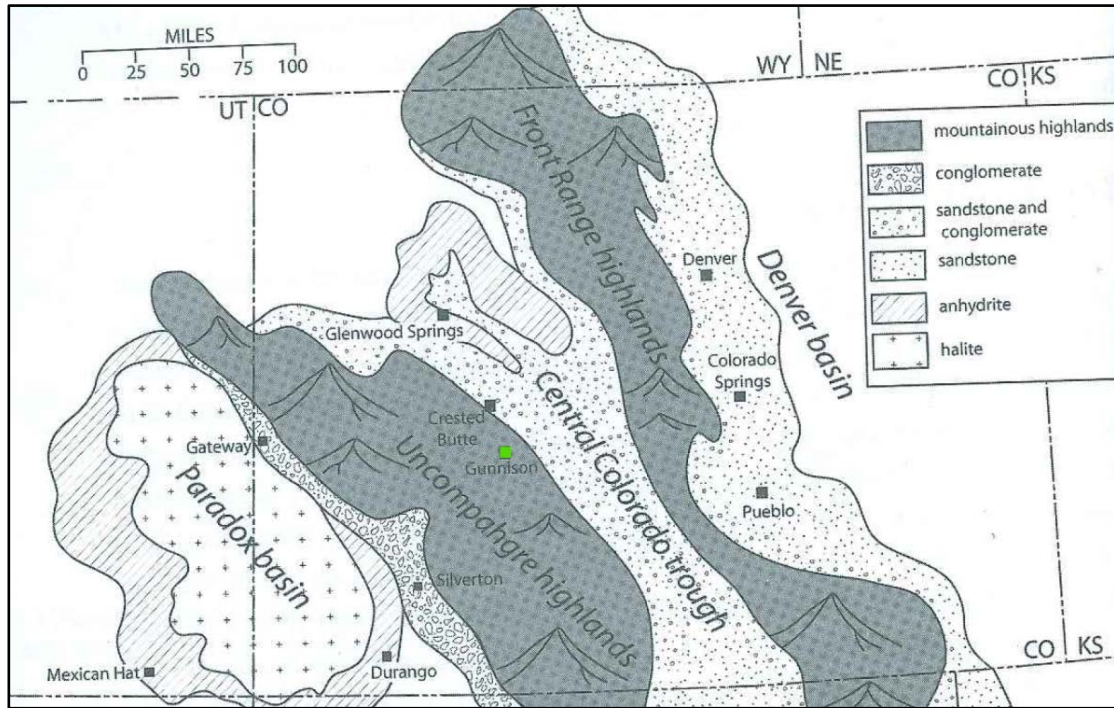 MILES
0 25 50 75 100
WY NE
CO KS
UT CO
mountainous highlands
conglomerate
sandstone and
conglomerate
sandstone
anhydrite
halite
Front Range highlands
Denver
Denver basin
Glenwood Springs
Colorado
Springs
Central Colorado trough
Crested
Butte
Gunnison
Gateway
Uncompahgre highlands
paradox basin
Pueblo
Silverton
Mexican Hat
Durango
CO KS